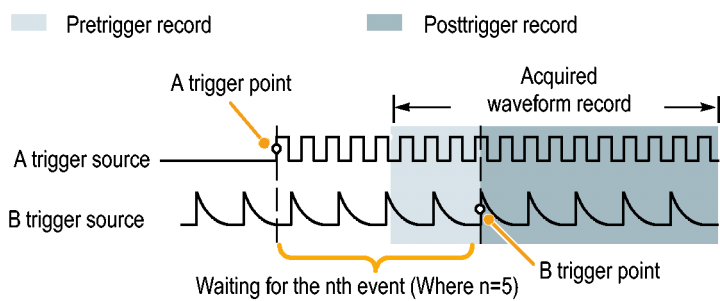 Pretrigger record
Posttrigger record
A trigger point
Acquired
waveform record
A trigger source
B trigger source
B trigger point
Waiting for the nth event (Where n=5)